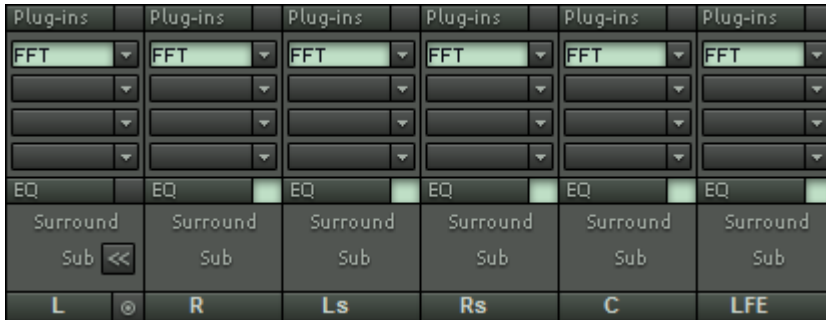 Plug-ins Plug-ins Plug-ins Plug-ins Plug-ins Plug-ins
FFT FFT FFT FFT FFT FFT
EQ EQ EQ EQ EQ EQ
Surround Surround Surround Surround Surround Surround
Sub << Sub Sub Sub Sub Sub
L R Ls Rs C LFE